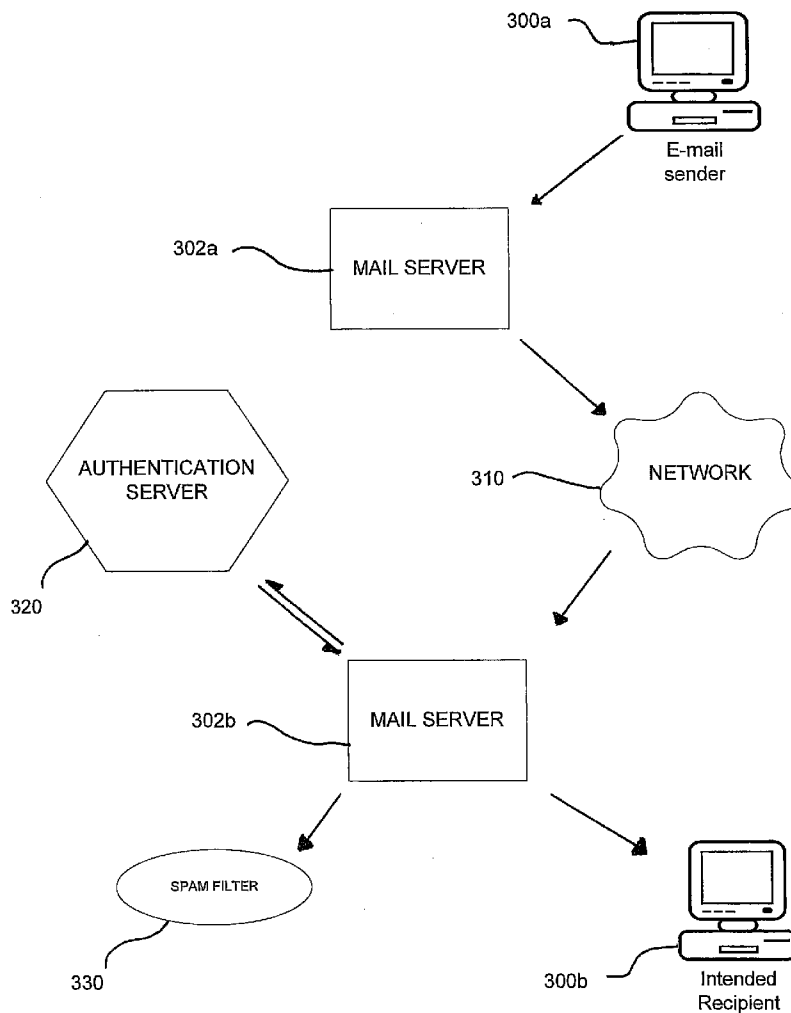 300a
E-mail
sender
302a
MAIL SERVER
AUTHENTICATION
SERVER
310
NETWORK
320
302b
MAIL SERVER
SPAM FILTER
330
300b
Intended
Recipient